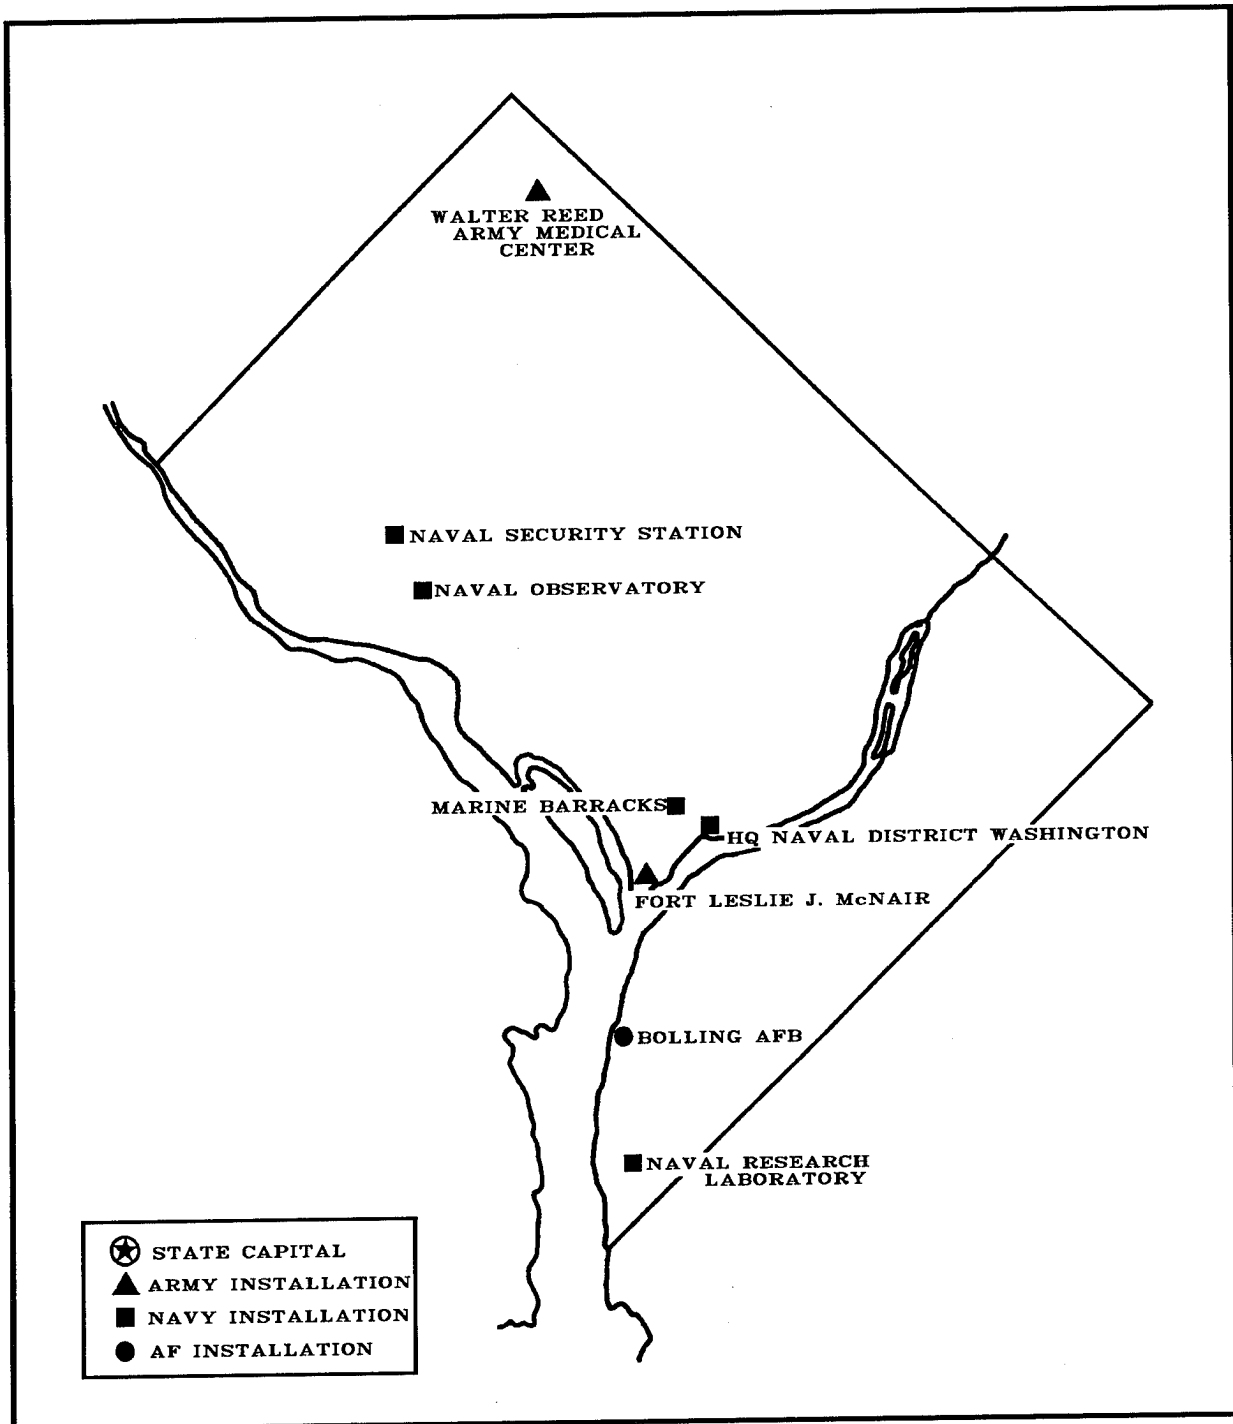 WALTER REED
ARMY MEDICAL
CENTER
NAVAL SECURITY STATION
NAVAL OBSERVATORY
MARINE BARRACKS
HQ NAVAL DISTRICT WASHINGTON
FORT LESLIE J. McNAIR
BOLLING AFB
NAVAL RESEARCH
LABORATORY
STATE CAPITAL
ARMY INSTALLATION
NAVY INSTALLATION
AF INSTALLATION